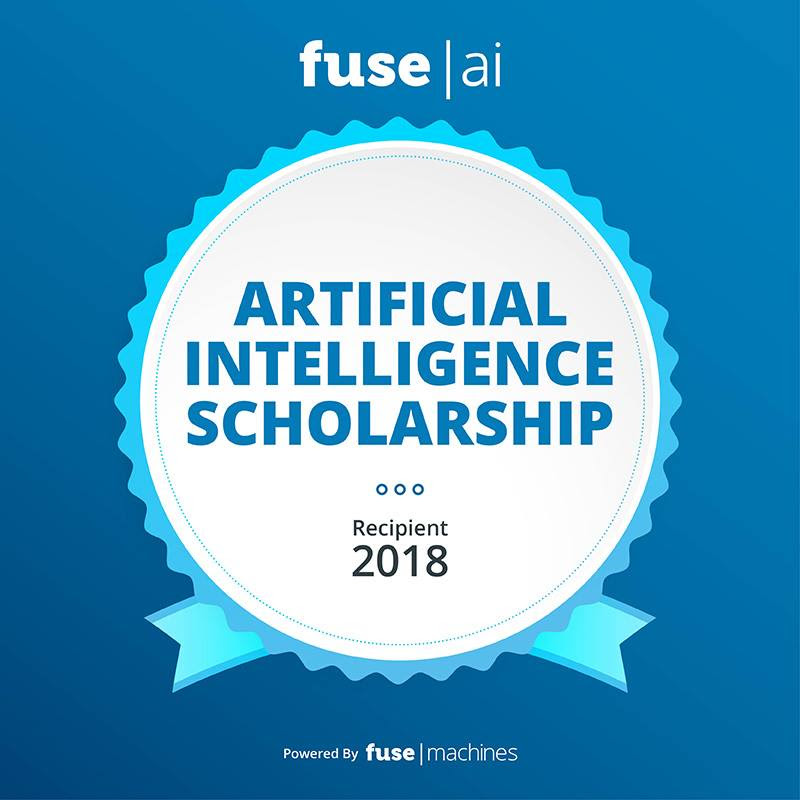 fuse|ai
ARTIFICIAL
INTELLIGENCE
SCHOLARSHIP
Recipient
2018
Powered By fuse|machines